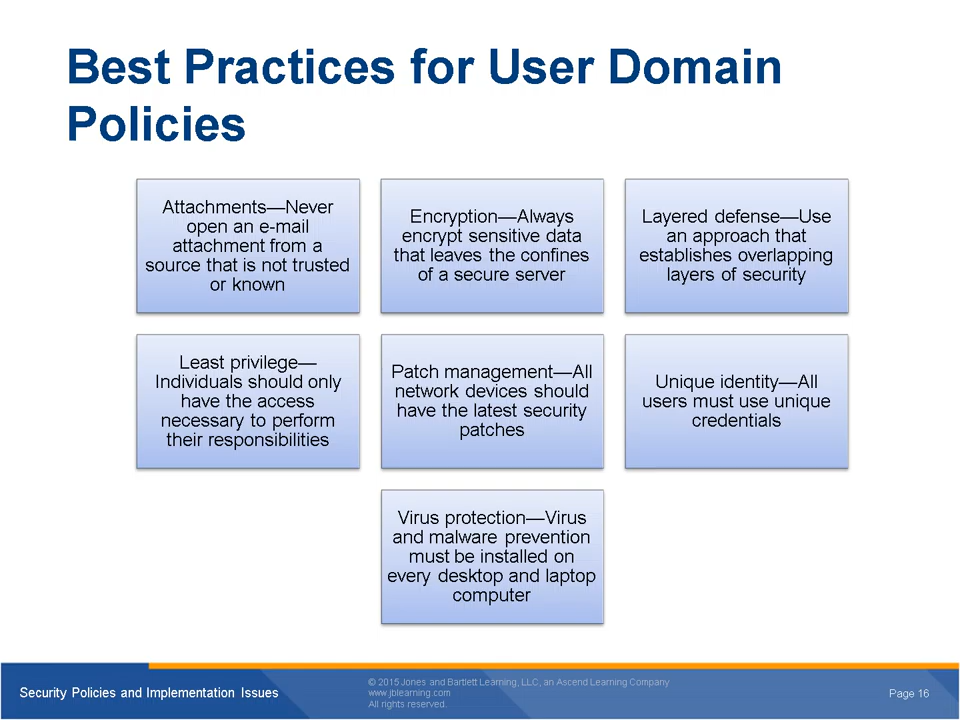 Best Practices for User Domain
Policies
Attachments—Never
open an e-mail
attachment from a
source that is not trusted
or known
Encryption—Always
encrypt sensitive data
that leaves the confines
of a secure server
Layered defense—Use
an approach that
establishes overlapping
layers of security
Least privilege—
Individuals should only
have the access
necessary to perform
their responsibilities
Patch management—All
network devices should
have the latest security
patches
Unique identity—All
users must use unique
credentials
Virus protection—Virus
and malware prevention
must be installed on
every desktop and laptop
computer
Security Policies and Implementation Issues
© 2015 Jones and Bartlett Learning, LLC, an Ascend Learning Company
www.jblearning.com
All rights reserved.
Page 16